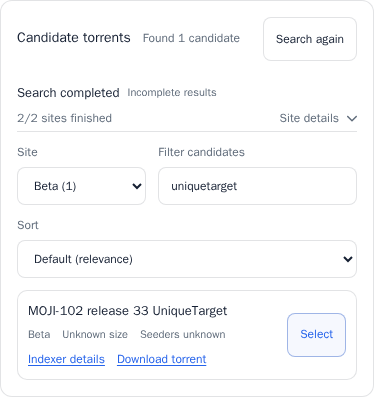 Candidate torrents Found 1 candidate Search again
Search completed Incomplete results
2/2 sites finished Site details
Site Filter candidates
Beta (1) uniquetarget
Sort
Default (relevance)
MOJI-102 release 33 UniqueTarget
Beta Unknown size Seeders unknown
Select
Indexer details Download torrent